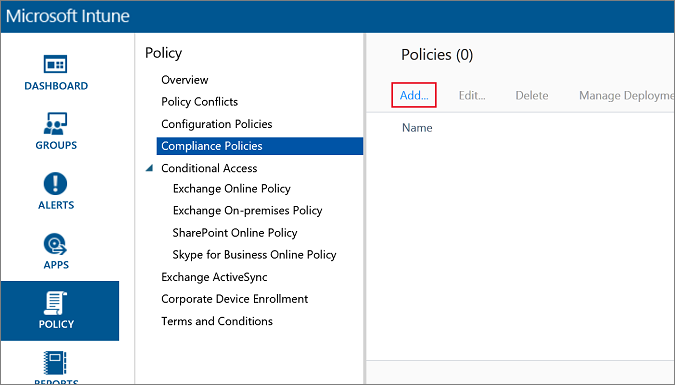 Microsoft Intune
DASHBOARD
GROUPS
ALERTS
APPS
POLICY
REPORTS
Policy
Overview
Policy Conflicts
Configuration Policies
Compliance Policies
Conditional Access
Exchange Online Policy
Exchange On-premises Policy
SharePoint Online Policy
Skype for Business Online Policy
Exchange ActiveSync
Corporate Device Enrollment
Terms and Conditions
Policies (0)
Add... Edit... Delete Manage Deployme
Name